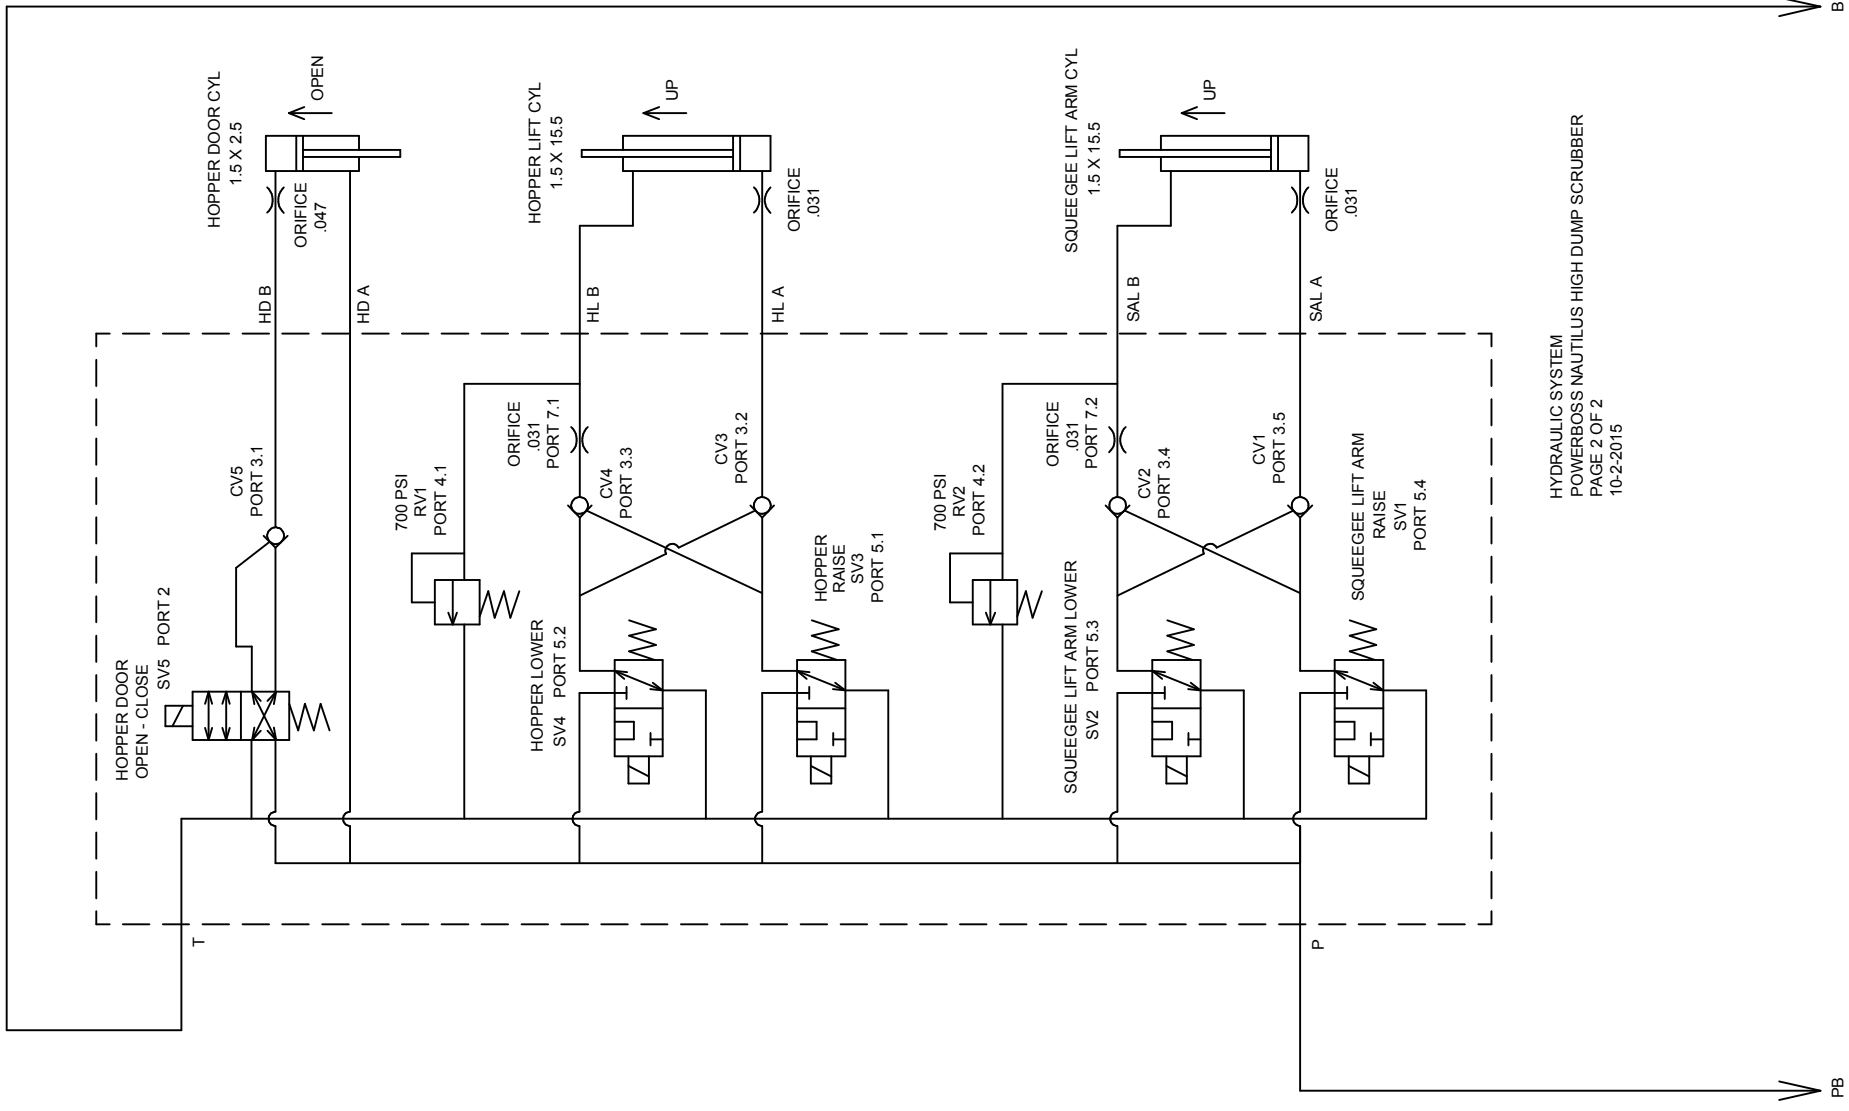 HOPPER DOOR CYL
1.5 X 2.5
OPEN
ORIFICE
.047
HD B
HD A
CV5
PORT 3.1
HOPPER DOOR
OPEN - CLOSE
SV5 PORT 2
HOPPER LIFT CYL
1.5 X 15.5
UP
ORIFICE
.031
HL B
HL A
700 PSI
RV1
PORT 4.1
ORIFICE
.031
PORT 7.1
CV4
PORT 3.3
CV3
PORT 3.2
HOPPER LOWER
SV4 PORT 5.2
HOPPER
RAISE
SV3
PORT 5.1
SQUEEGEE LIFT ARM CYL
1.5 X 15.5
UP
ORIFICE
.031
SAL B
SAL A
700 PSI
RV2
PORT 4.2
ORIFICE
.031
PORT 7.2
CV2
PORT 3.4
CV1
PORT 3.5
SQUEEGEE LIFT ARM LOWER
SV2 PORT 5.3
SQUEEGEE LIFT ARM
RAISE
SV1
PORT 5.4
T
P
B
PB
HYDRAULIC SYSTEM
POWERBOSS NAUTILUS HIGH DUMP SCRUBBER
PAGE 2 OF 2
10-2-2015